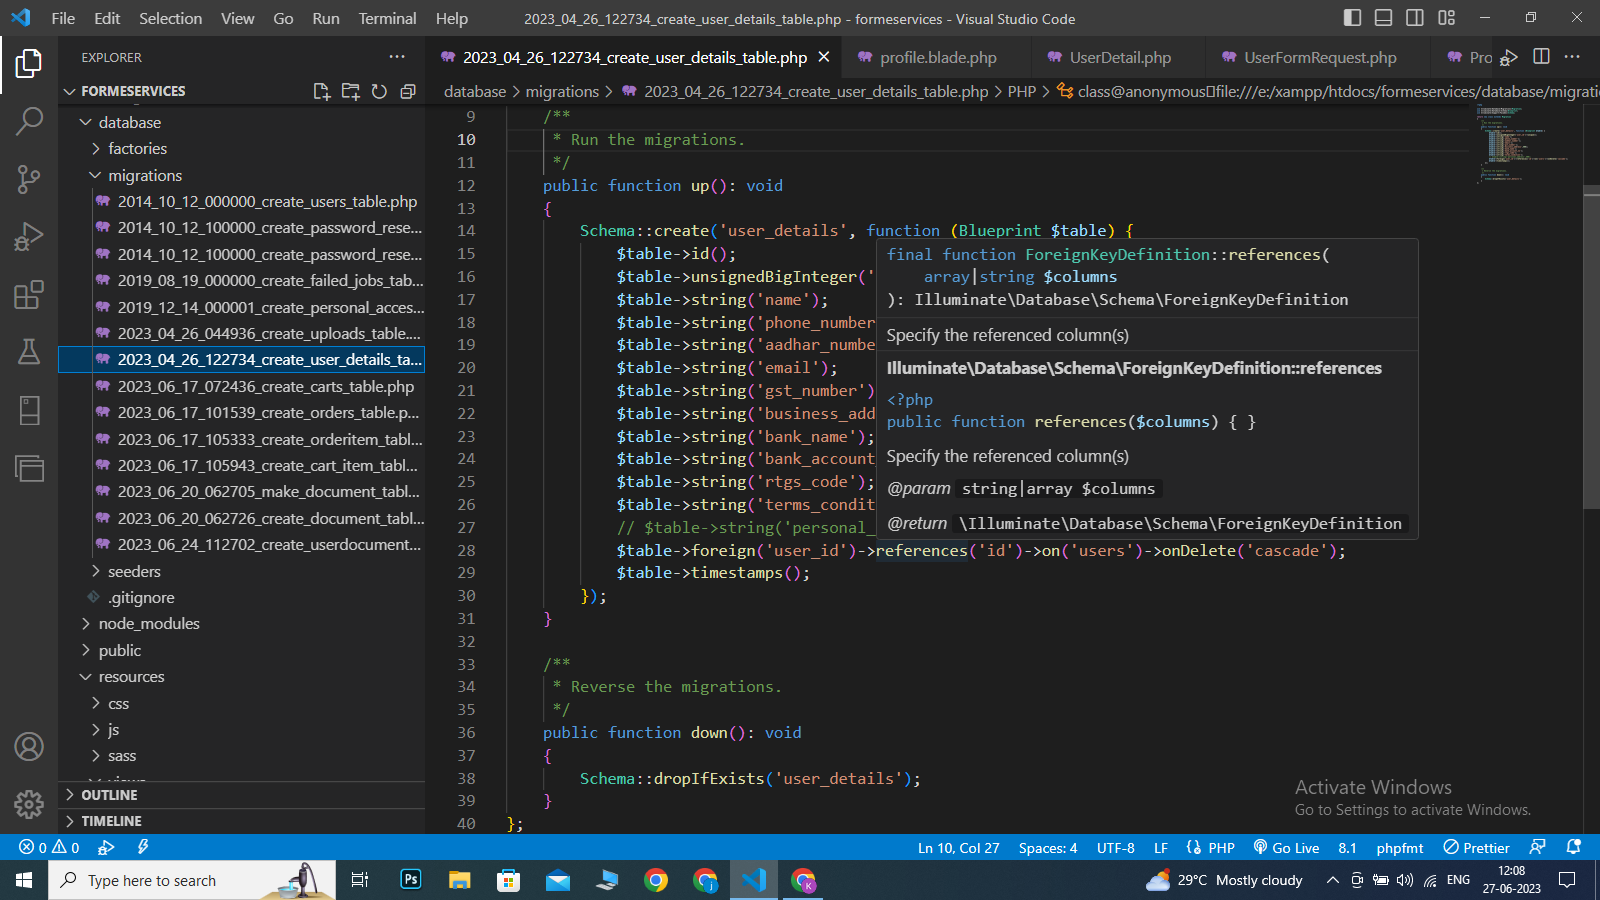 File Edit Selection View Go Run Terminal Help
2023_04_26_122734_create_user_details_table.php - formeservices - Visual Studio Code
EXPLORER
FORMESERVICES
database
factories
migrations
2014_10_12_000000_create_users_table.php
2014_10_12_100000_create_password_rese...
2014_10_12_100000_create_password_rese...
2019_08_19_000000_create_failed_jobs_tab...
2019_12_14_000001_create_personal_acces...
2023_04_26_044936_create_uploads_table....
2023_04_26_122734_create_user_details_ta...
2023_06_17_072436_create_carts_table.php
2023_06_17_101539_create_orders_table.p...
2023_06_17_105333_create_orderitem_tabl...
2023_06_17_105943_create_cart_item_tabl...
2023_06_20_062705_make_document_tabl...
2023_06_20_062726_create_document_tabl...
2023_06_24_112702_create_userdocument...
seeders
.gitignore
node_modules
public
resources
css
js
sass
OUTLINE
TIMELINE
2023_04_26_122734_create_user_details_table.php profile.blade.php UserDetail.php UserFormRequest.php Pro
database > migrations > 2023_04_26_122734_create_user_details_table.php > PHP > class@anonymous▯file:///e:/xampp/htdocs/formeservices/database/migratio
9 /**
10 * Run the migrations.
11 */
12 public function up(): void
13 {
14 Schema::create('user_details', function (Blueprint $table) {
15 $table->id();
16 $table->unsignedBigInteger('
17 $table->string('name');
18 $table->string('phone_number
19 $table->string('aadhar_numbe
20 $table->string('email');
21 $table->string('gst_number')
22 $table->string('business_add
23 $table->string('bank_name');
24 $table->string('bank_account
25 $table->string('rtgs_code');
26 $table->string('terms_condit
27 // $table->string('personal_
28 $table->foreign('user_id')->references('id')->on('users')->onDelete('cascade');
29 $table->timestamps();
30 });
31 }
32
33 /**
34 * Reverse the migrations.
35 */
36 public function down(): void
37 {
38 Schema::dropIfExists('user_details');
39 }
40 };
final function ForeignKeyDefinition::references(
array|string $columns
): Illuminate\Database\Schema\ForeignKeyDefinition
Specify the referenced column(s)
Illuminate\Database\Schema\ForeignKeyDefinition::references
<?php
public function references($columns) { }
Specify the referenced column(s)
@param string|array $columns
@return \Illuminate\Database\Schema\ForeignKeyDefinition
Activate Windows
Go to Settings to activate Windows.
0 0
Ln 10, Col 27 Spaces: 4 UTF-8 LF PHP Go Live 8.1 phpfmt Prettier
Type here to search
Ps
29°C Mostly cloudy
ENG
12:08
27-06-2023